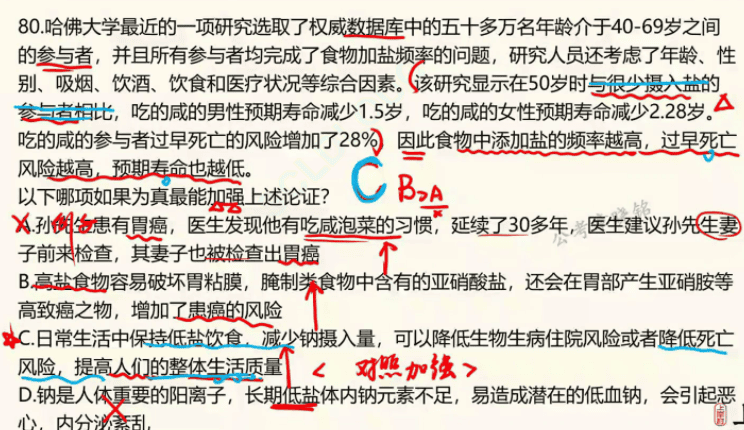 80.哈佛大学最近的一项研究选取了权威数据库中的五十多万名年龄介于40-69岁之间
的参与者，并且所有参与者均完成了食物加盐频率的问题，研究人员还考虑了年龄、性
别、吸烟、饮酒、饮食和医疗状况等综合因素。该研究显示在50岁时与很少摄入盐的
参与者相比，吃的咸的男性预期寿命减少1.5岁，吃的咸的女性预期寿命减少2.28岁。
吃的咸的参与者过早死亡的风险增加了28%，因此食物中添加盐的频率越高，过早死亡
风险越高，预期寿命也越低。
C B>A
以下哪项如果为真最能加强上述论证？
A.孙先生患有胃癌，医生发现他有吃咸泡菜的习惯，延续了30多年，医生建议孙先生妻
子前来检查，其妻子也被检查出胃癌
B.高盐食物容易破坏胃粘膜，腌制类食物中含有的亚硝酸盐，还会在胃部产生亚硝胺等
高致癌之物，增加了患癌的风险
C.日常生活中保持低盐饮食，减少钠摄入量，可以降低生物生病住院风险或者降低死亡
风险，提高人们的整体生活质量
<对照加强>
D.钠是人体重要的阳离子，长期低盐体内钠元素不足，易造成潜在的低血钠，会引起恶
心，内分泌紊乱